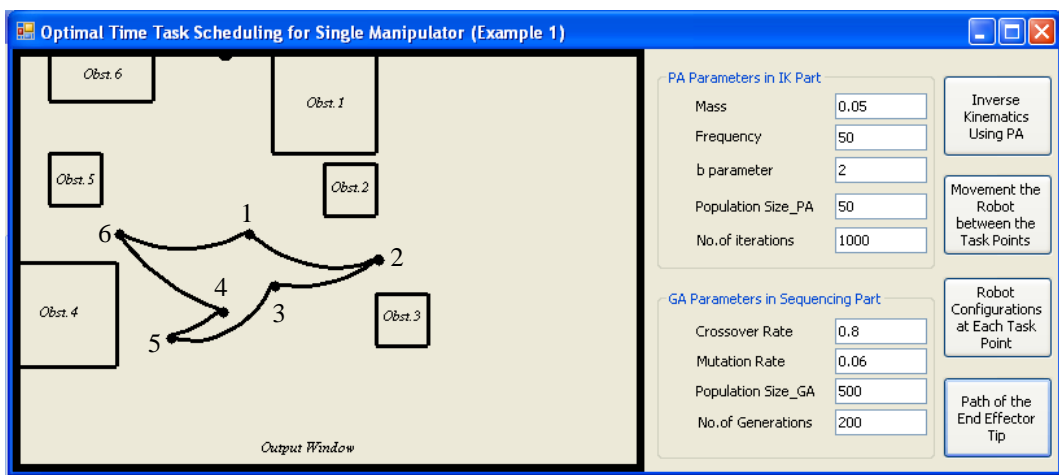 Optimal Time Task Scheduling for Single Manipulator (Example 1)
Obst.6
Obst.1
Obst.5
Obst.2
1
6
2
4
3
Obst.4
Obst.3
5
Output Window
PA Parameters in IK Part
Mass 0.05
Frequency 50
b parameter 2
Population Size_PA 50
No.of iterations 1000
GA Parameters in Sequencing Part
Crossover Rate 0.8
Mutation Rate 0.06
Population Size_GA 500
No.of Generations 200
Inverse
Kinematics
Using PA
Movement the
Robot
between the
Task Points
Robot
Configurations
at Each Task
Point
Path of the
End Effector
Tip